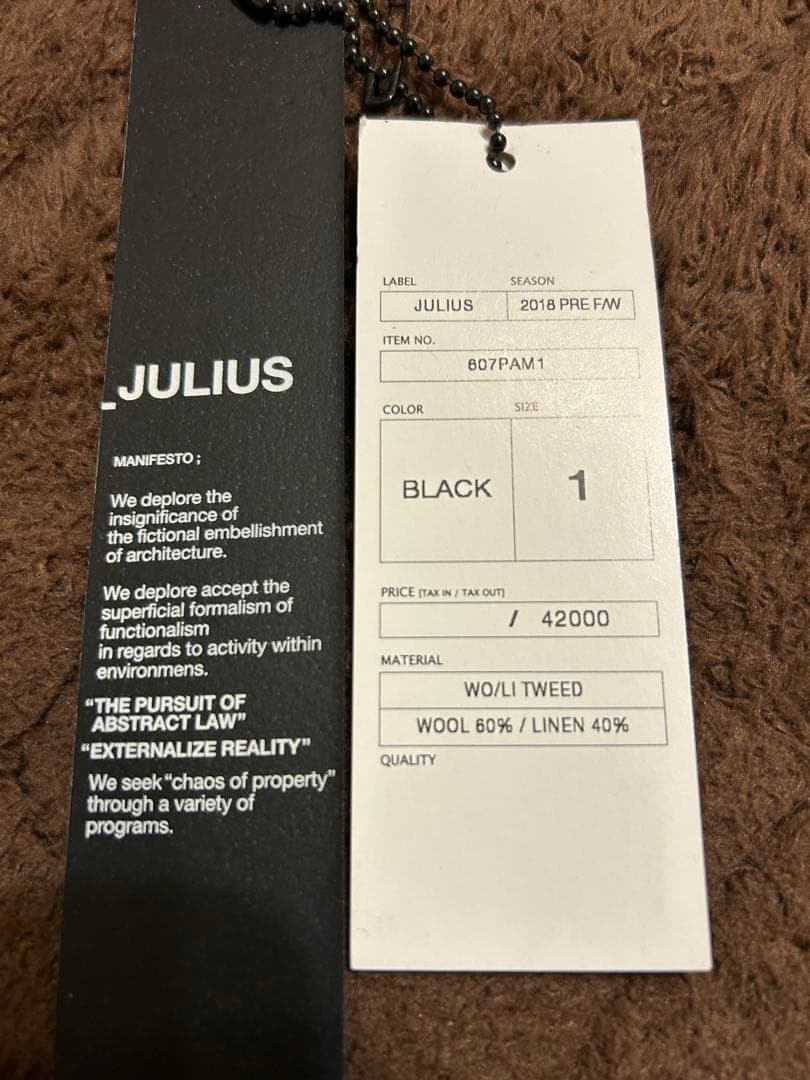 _JULIUS
MANIFESTO ;
We deplore the
insignificance of
the fictional embellishment
of architecture.
We deplore accept the
superficial formalism of
functionalism
in regards to activity within
environmens.
“THE PURSUIT OF
ABSTRACT LAW”
“EXTERNALIZE REALITY”
We seek “chaos of property”
through a variety of
programs.
LABEL SEASON
JULIUS 2018 PRE F/W
ITEM NO.
607PAM1
COLOR SIZE
BLACK 1
PRICE (TAX IN / TAX OUT)
/ 42000
MATERIAL
WO/LI TWEED
WOOL 60% / LINEN 40%
QUALITY